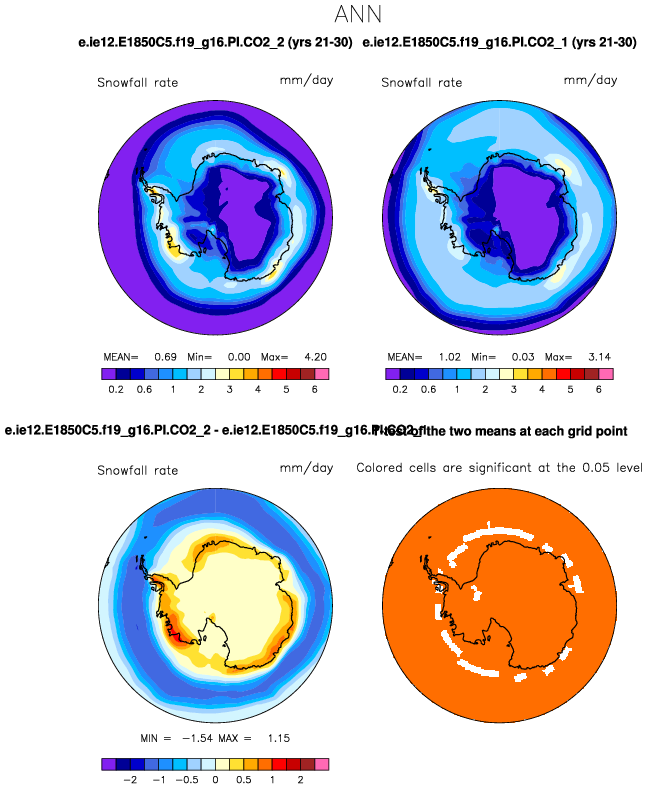 ANN
e.ie12.E1850C5.f19_g16.PI.CO2_2 (yrs 21-30) e.ie12.E1850C5.f19_g16.PI.CO2_1 (yrs 21-30)
Snowfall rate mm/day Snowfall rate mm/day
MEAN= 0.69 Min= 0.00 Max= 4.20 MEAN= 1.02 Min= 0.03 Max= 3.14
0.2 0.6 1 2 3 4 5 6 0.2 0.6 1 2 3 4 5 6
e.ie12.E1850C5.f19_g16.PI.CO2_2 - e.ie12.E1850C5.f19_g16.PI.CO2_1 T-test of the two means at each grid point
Snowfall rate mm/day Colored cells are significant at the 0.05 level
MIN = -1.54 MAX = 1.15
-2 -1 -0.5 0 0.5 1 2